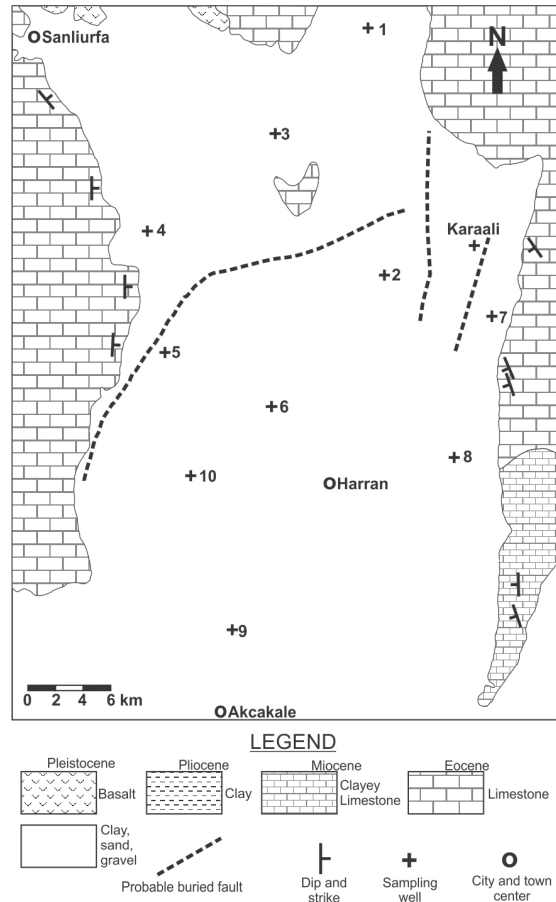 Sanliurfa
1
N
3
4
Karaali
2
7
5
6
8
10
Harran
9
0 2 4 6 km
Akcakale
LEGEND
Pleistocene
Basalt
Pliocene
Clay
Miocene
Clayey
Limestone
Eocene
Limestone
Clay,
sand,
gravel
Probable buried fault
Dip and
strike
Sampling
well
City and town
center